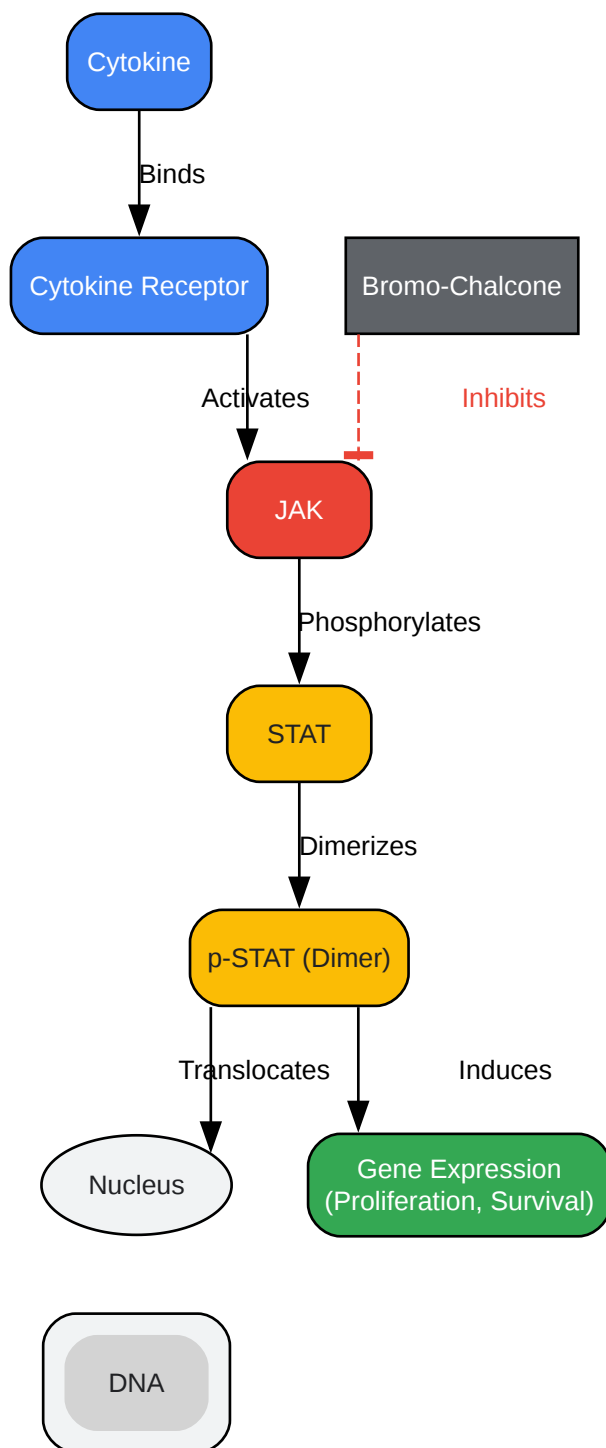 Cytokine
Binds
Cytokine Receptor
Bromo-Chalcone
Activates
Inhibits
JAK
Phosphorylates
STAT
Dimerizes
p-STAT (Dimer)
Translocates
Induces
Nucleus
Gene Expression
(Proliferation, Survival)
DNA